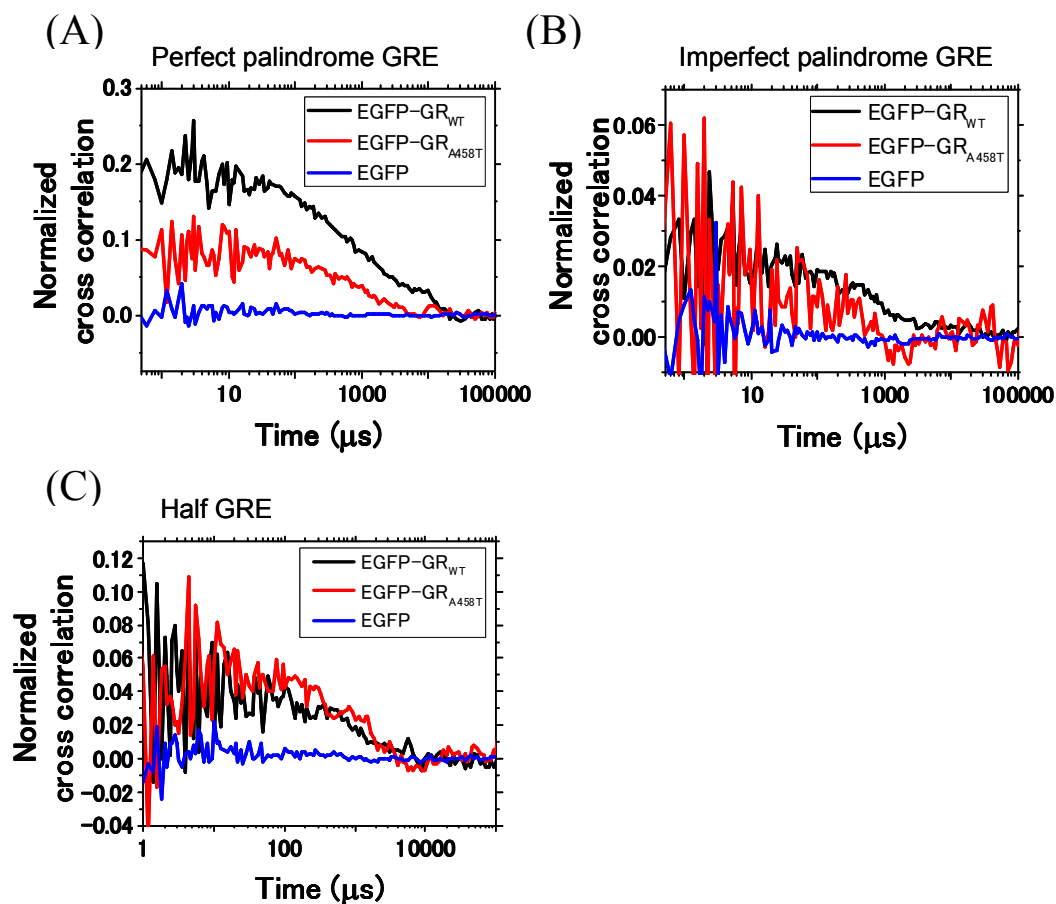 (A)
Perfect palindrome GRE
Normalized
cross correlation
0.3
0.2
0.1
0.0
EGFP-GRWT
EGFP-GRA458T
EGFP
10
1000
100000
Time (μs)
(B)
Imperfect palindrome GRE
Normalized
cross correlation
0.06
0.04
0.02
0.00
EGFP-GRWT
EGFP-GRA458T
EGFP
10
1000
100000
Time (μs)
(C)
Half GRE
Normalized
cross correlation
0.12
0.10
0.08
0.06
0.04
0.02
0.00
-0.02
-0.04
EGFP-GRWT
EGFP-GRA458T
EGFP
1
100
10000
Time (μs)